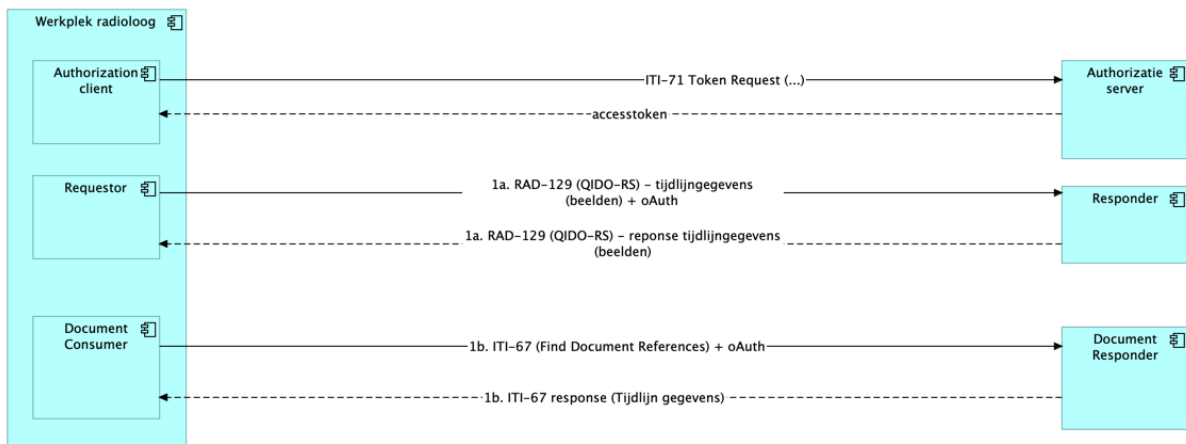 Werkplek radioloog
Authorization
client
ITI-71 Token Request (...)
Authorizatie
server
accesstoken
Requestor
1a. RAD-129 (QIDO-RS) – tijdlijngegevens
(beelden) + oAuth
Responder
1a. RAD-129 (QIDO-RS) – reponse tijdlijngegevens
(beelden)
Document
Consumer
1b. ITI-67 (Find Document References) + oAuth
Document
Responder
1b. ITI-67 response (Tijdlijn gegevens)